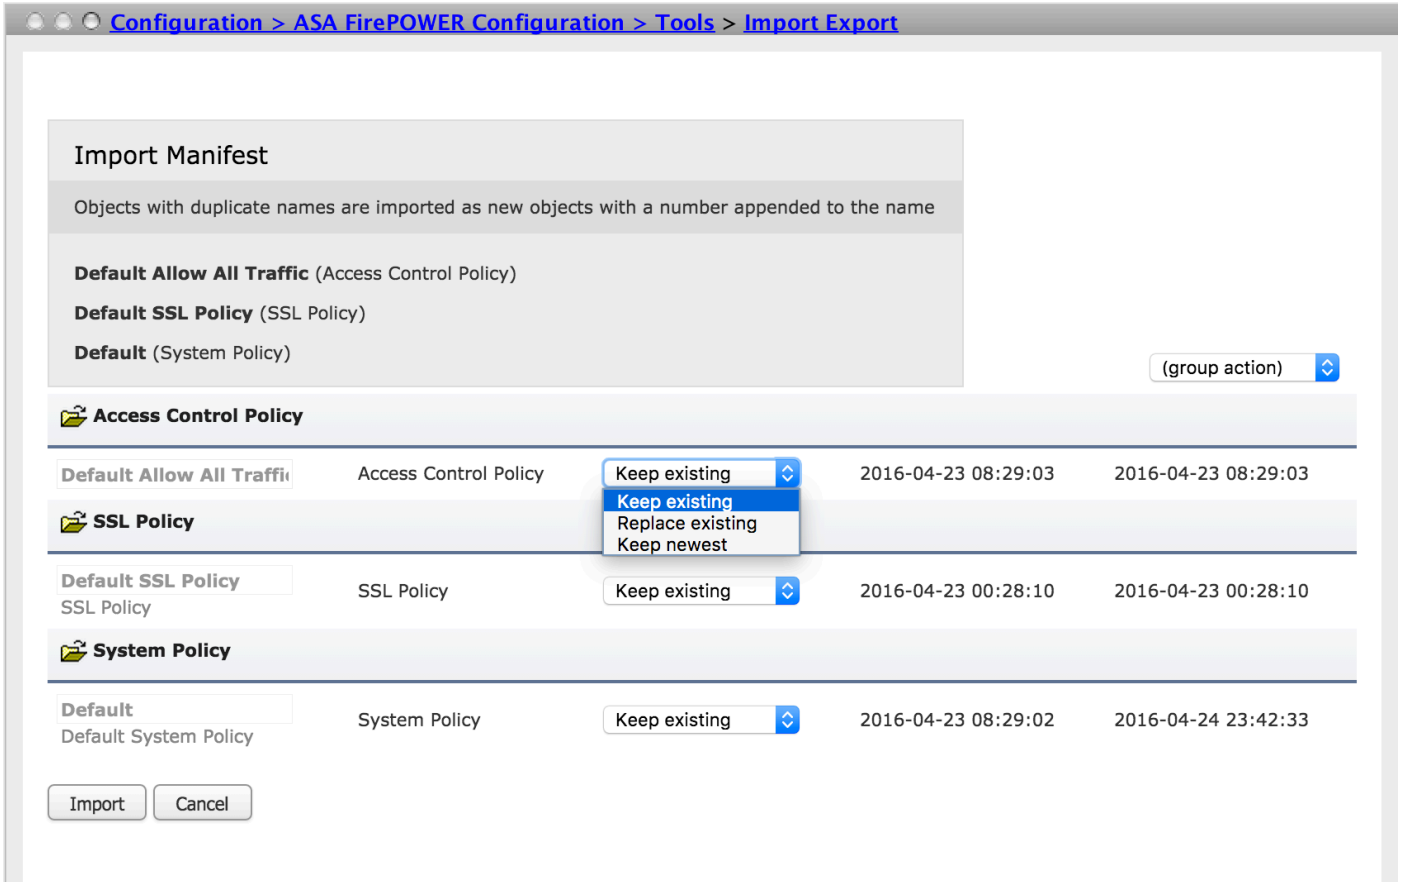 Configuration > ASA FirePOWER Configuration > Tools > Import Export
Import Manifest
Objects with duplicate names are imported as new objects with a number appended to the name
Default Allow All Traffic (Access Control Policy)
Default SSL Policy (SSL Policy)
Default (System Policy)
(group action)
Access Control Policy
Default Allow All Traffic Access Control Policy Keep existing 2016-04-23 08:29:03 2016-04-23 08:29:03
Keep existing
Replace existing
Keep newest
SSL Policy
Default SSL Policy SSL Policy Keep existing 2016-04-23 00:28:10 2016-04-23 00:28:10
SSL Policy
System Policy
Default System Policy Keep existing 2016-04-23 08:29:02 2016-04-24 23:42:33
Default System Policy
Import Cancel